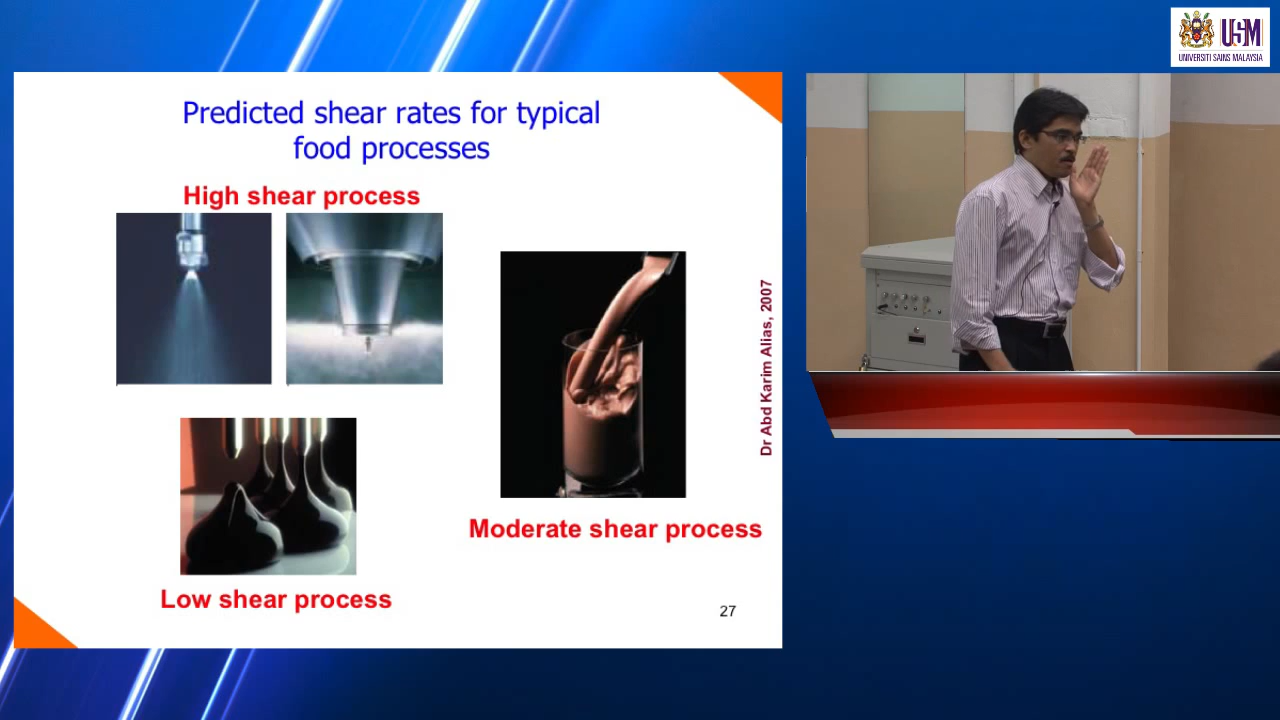 USM
UNIVERSITI SAINS MALAYSIA
Predicted shear rates for typical
food processes
High shear process
Dr Abd Karim Alias, 2007
Moderate shear process
Low shear process
27